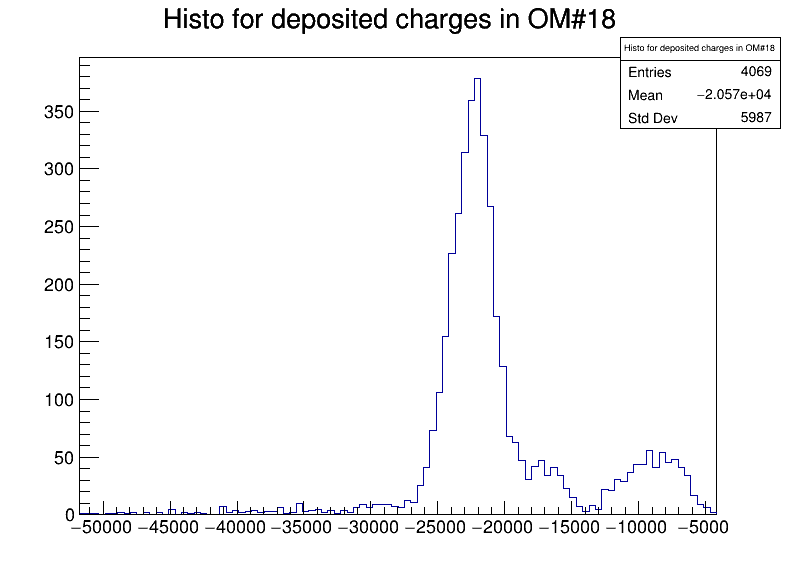 Histo for deposited charges in OM#18
Histo for deposited charges in OM#18
Entries 4069
Mean −2.057e+04
Std Dev 5987
350
300
250
200
150
100
50
0
−50000 −45000 −40000 −35000 −30000 −25000 −20000 −15000 −10000 −5000